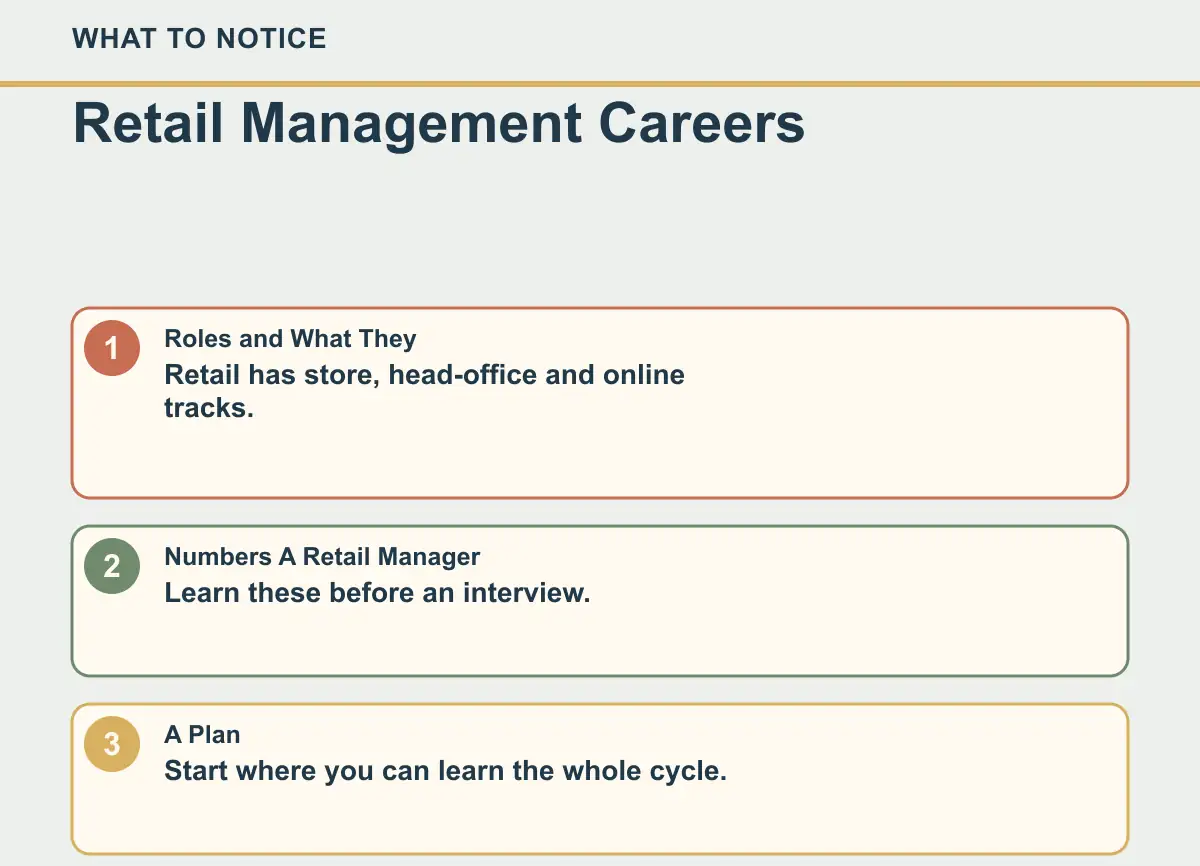 WHAT TO NOTICE
Retail Management Careers
1
Roles and What They
Retail has store, head-office and online
tracks.
2
Numbers A Retail Manager
Learn these before an interview.
3
A Plan
Start where you can learn the whole cycle.